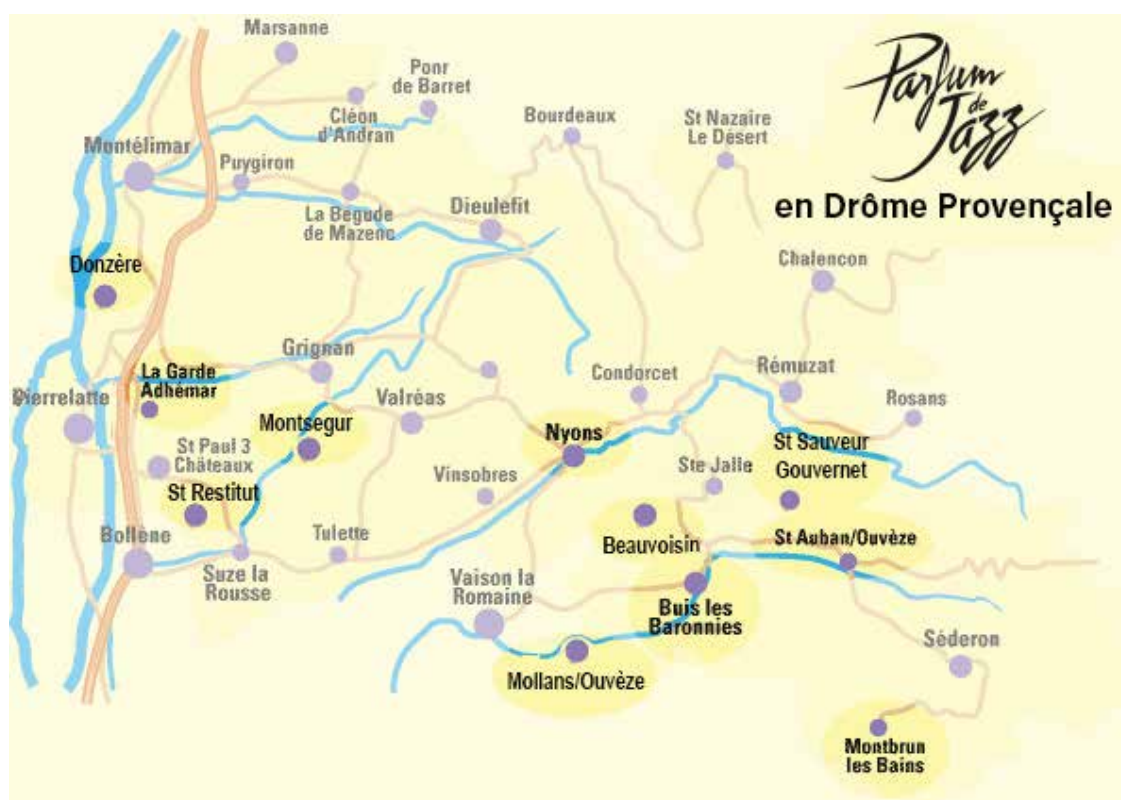 Marsanne
Ponr
de Barret
Parfum
de
Jazz
en Drôme Provençale
Cléon
d'Andran
Bourdeaux
St Nazaire
Le Désert
Montélimar
Puygiron
La Bégude
de Mazenc
Dieulefit
Donzère
Chalencon
Grignan
La Garde
Adhémar
Condorcet
Rémuzat
Pierrelatte
Montsegur
Valréas
Rosans
Nyons
St Paul 3
Châteaux
St Sauveur
Gouvernet
Vinsobres
Ste Jalle
St Restitut
Bollène
Tulette
Beauvoisin
St Auban/Ouvèze
Suze la
Rousse
Vaison la
Romaine
Buis les
Baronnies
Séderon
Mollans/Ouvèze
Montbrun
les Bains